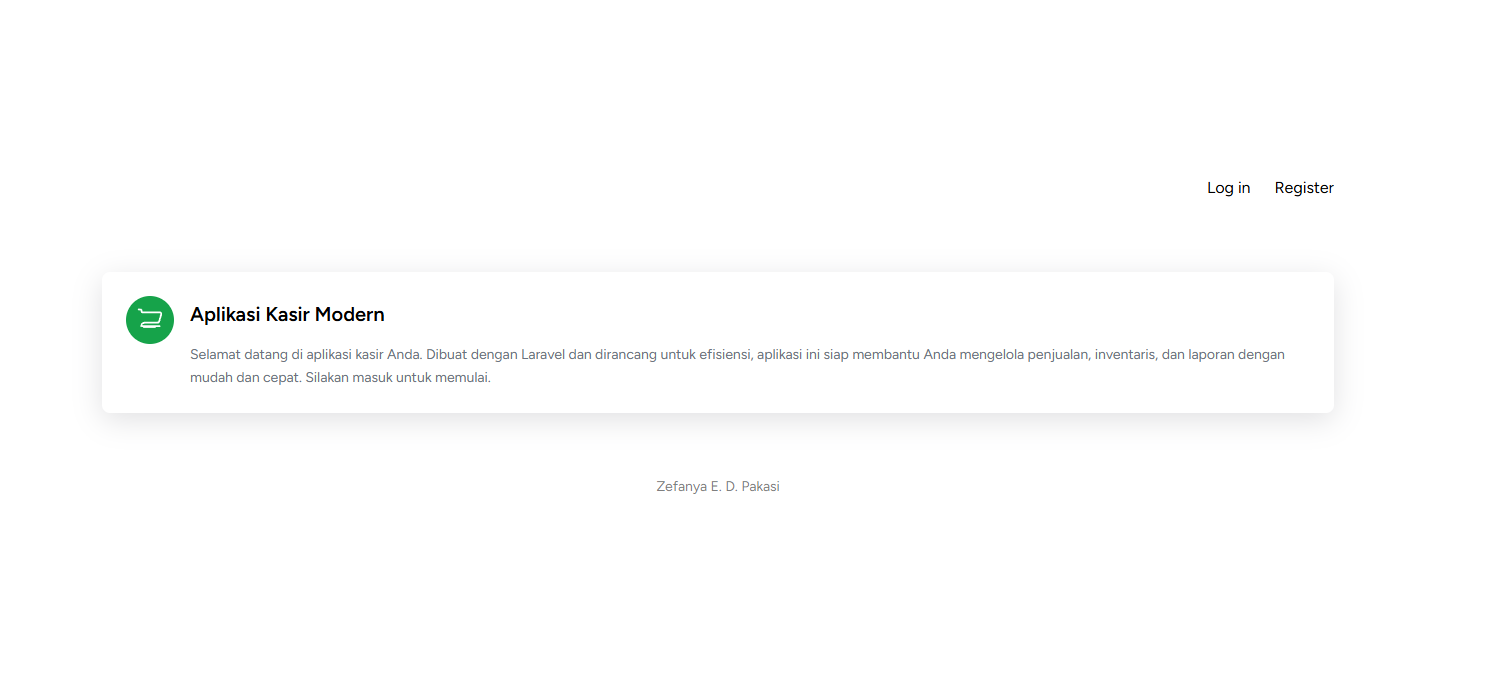 Log in Register
Aplikasi Kasir Modern
Selamat datang di aplikasi kasir Anda. Dibuat dengan Laravel dan dirancang untuk efisiensi, aplikasi ini siap membantu Anda mengelola penjualan, inventaris, dan laporan dengan
mudah dan cepat. Silakan masuk untuk memulai.
Zefanya E. D. Pakasi